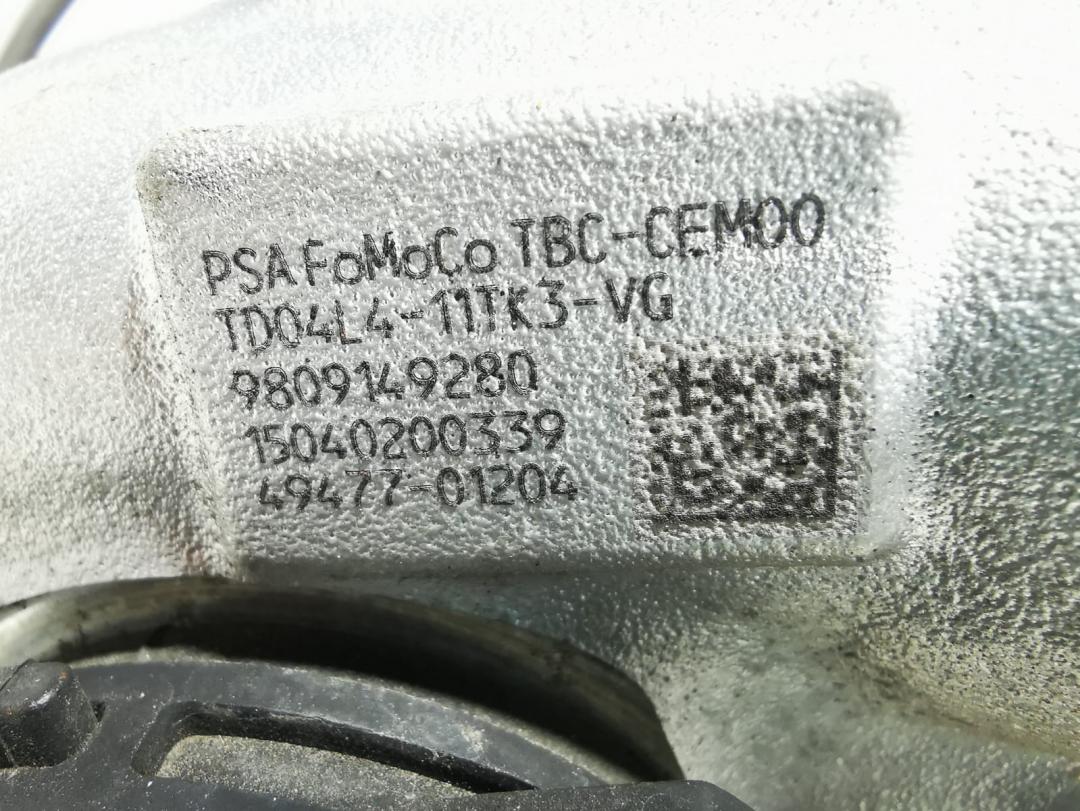 PSA FoMoCo TBC-CEM00
TD04L4-11TK3-VG
9809149280
15040200339
49477-01204